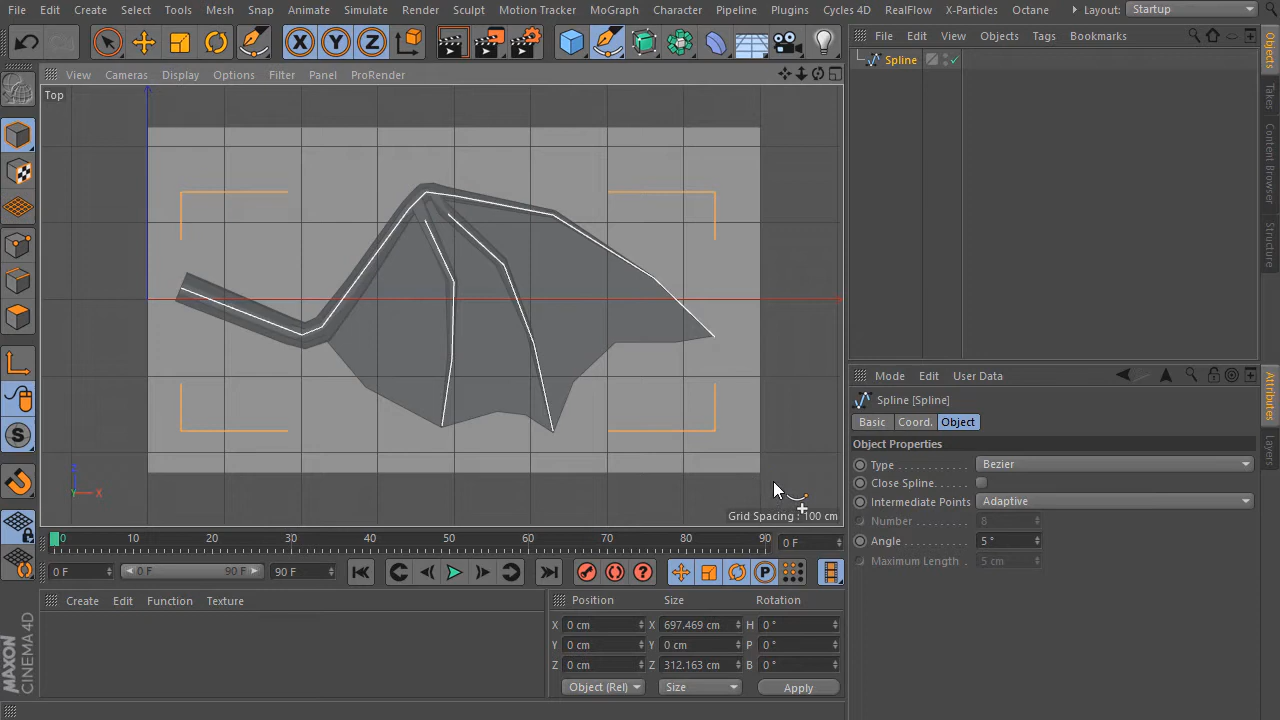 File Edit Create Select Tools Mesh Snap Animate Simulate Render Sculpt Motion Tracker MoGraph Character Pipeline Plugins Cycles 4D RealFlow X-Particles Octane Layout: Startup
File Edit View Objects Tags Bookmarks
Spline
View Cameras Display Options Filter Panel ProRender
Top
Z
Y X
Grid Spacing : 100 cm
0 10 20 30 40 50 60 70 80 90 0 F
0 F 0 F 90 F 90 F
Create Edit Function Texture
Position Size Rotation
X 0 cm X 697.469 cm H 0 °
Y 0 cm Y 0 cm P 0 °
Z 0 cm Z 312.163 cm B 0 °
Object (Rel) Size Apply
Mode Edit User Data
Spline [Spline]
Basic Coord. Object
Object Properties
Type Bezier
Close Spline
Intermediate Points Adaptive
Number 8
Angle 5 °
Maximum Length 5 cm
Objects
Takes
Content Browser
Structure
Attributes
Layers
MAXON
CINEMA 4D